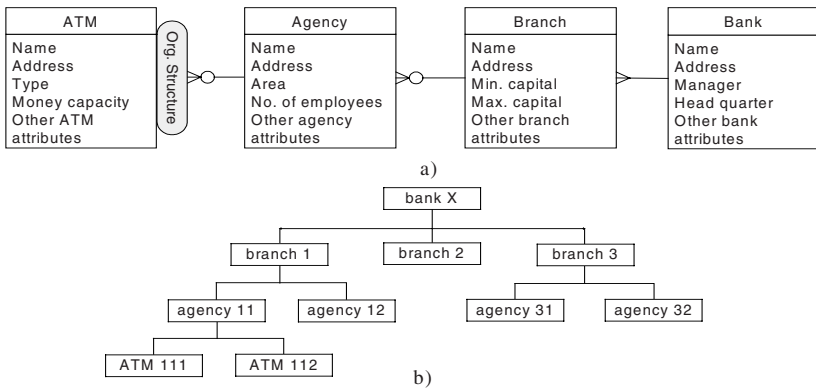 ATM
Name
Address
Type
Money capacity
Other ATM
attributes
Org. Structure
Agency
Name
Address
Area
No. of employees
Other agency
attributes
Branch
Name
Address
Min. capital
Max. capital
Other branch
attributes
Bank
Name
Address
Manager
Head quarter
Other bank
attributes
a)
bank X
branch 1
branch 2
branch 3
agency 11
agency 12
agency 31
agency 32
ATM 111
ATM 112
b)